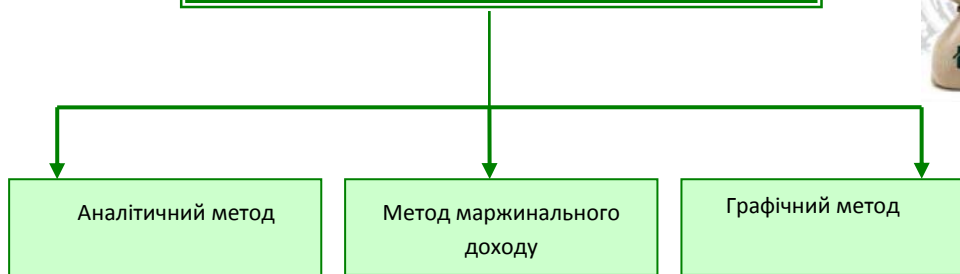 Аналітичний метод
Метод маржинального
доходу
Графічний метод